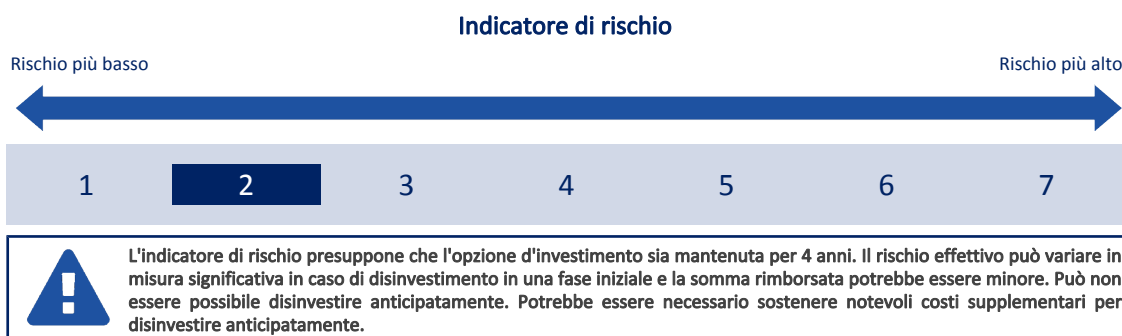 Indicatore di rischio
Rischio più basso
Rischio più alto
1 2 3 4 5 6 7
L'indicatore di rischio presuppone che l'opzione d'investimento sia mantenuta per 4 anni. Il rischio effettivo può variare in
misura significativa in caso di disinvestimento in una fase iniziale e la somma rimborsata potrebbe essere minore. Può non
essere possibile disinvestire anticipatamente. Potrebbe essere necessario sostenere notevoli costi supplementari per
disinvestire anticipatamente.